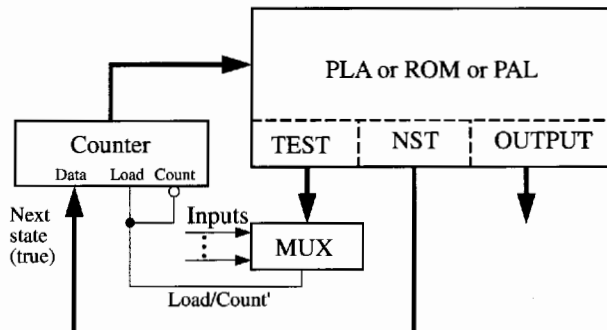 PLA or ROM or PAL
TEST
NST
OUTPUT
Counter
Data
Load
Count
Next
state
(true)
Inputs
MUX
Load/Count'